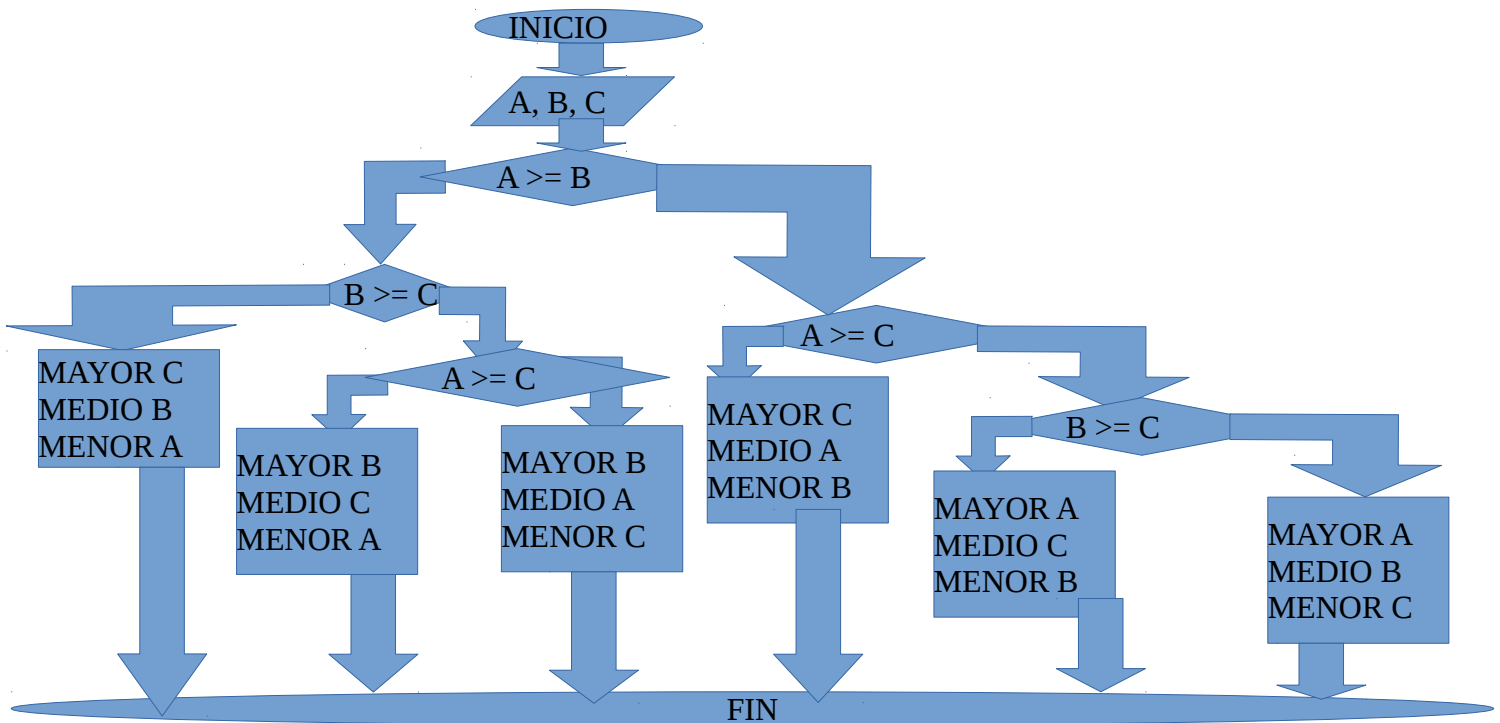 INICIO
A, B, C
A >= B
B >= C
A >= C
MAYOR C
MEDIO B
MENOR A
A >= C
B >= C
MAYOR B
MEDIO C
MENOR A
MAYOR B
MEDIO A
MENOR C
MAYOR C
MEDIO A
MENOR B
MAYOR A
MEDIO C
MENOR B
MAYOR A
MEDIO B
MENOR C
FIN